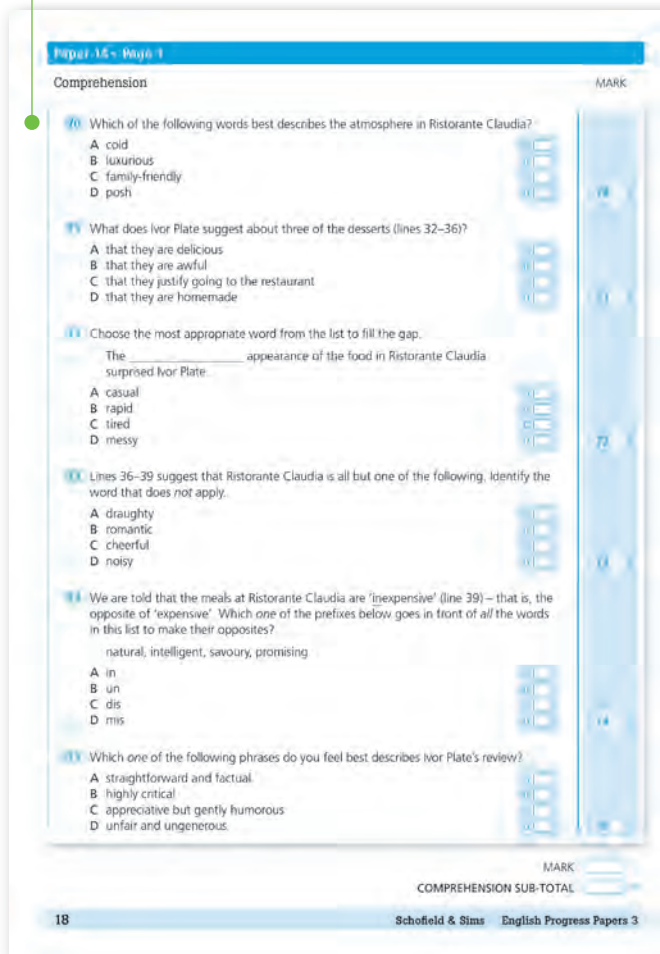 Comprehension MARK
10 Which of the following words best describes the atmosphere in Ristorante Claudia?
A cold
B luxurious
C family-friendly
D posh
What does Ivor Plate suggest about three of the desserts (lines 32–36)?
A that they are delicious
B that they are awful
C that they justify going to the restaurant
D that they are homemade
Choose the most appropriate word from the list to fill the gap.
The ____________________ appearance of the food in Ristorante Claudia
surprised Ivor Plate.
A casual
B rapid
C tired
D messy
Lines 36–39 suggest that Ristorante Claudia is all but one of the following. Identify the
word that does not apply.
A draughty
B romantic
C cheerful
D noisy
We are told that the meals at Ristorante Claudia are ‘inexpensive’ (line 39) – that is, the
opposite of ‘expensive’. Which one of the prefixes below goes in front of all the words
in this list to make their opposites?
natural, intelligent, savoury, promising
A in
B un
C dis
D mis
Which one of the following phrases do you feel best describes Ivor Plate’s review?
A straightforward and factual
B highly critical
C appreciative but gently humorous
D unfair and ungenerous
MARK
COMPREHENSION SUB-TOTAL
18 Schofield & Sims English Progress Papers 3